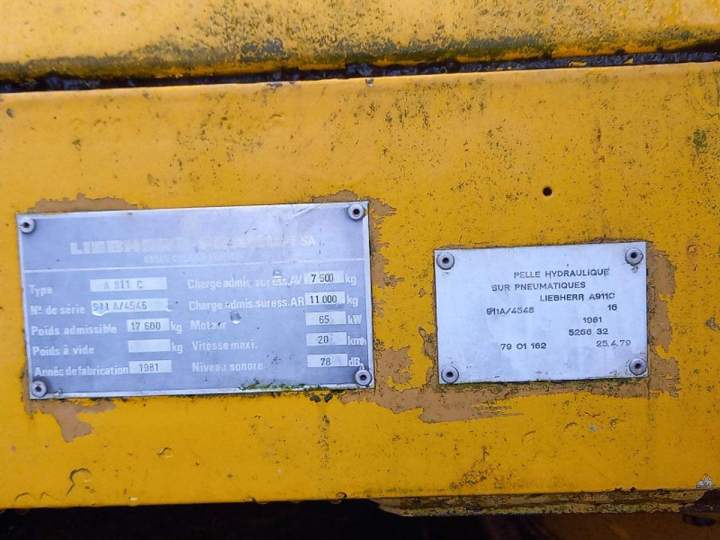 LIEBHERR-FRANCE SA
Type A 911 C
N° de série 911 A/4546
Poids admissible 17 600 kg
Poids à vide kg
Année de fabrication 1981
Charge admis. suress. AV 7 900 kg
Charge admis. suress. AR 11 000 kg
Moteur 65 kW
Vitesse maxi. 20 km/h
Niveau sonore 78 dB
PELLE HYDRAULIQUE
SUR PNEUMATIQUES
LIEBHERR A911C
911A/4546 16
1981
5266 32
79 01 162 25.4.79